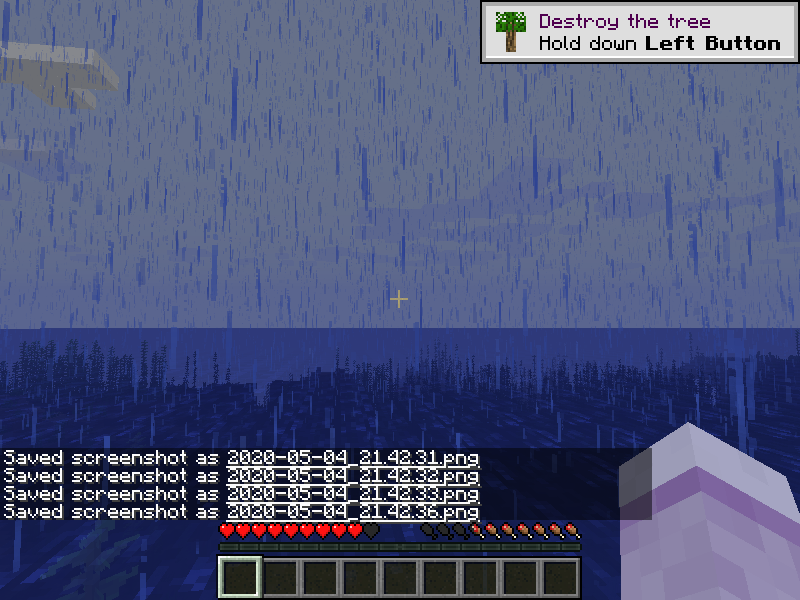 Destroy the tree
Hold down Left Button
Saved screenshot as 2020-05-04_21.42.31.png
Saved screenshot as 2020-05-04_21.42.32.png
Saved screenshot as 2020-05-04_21.42.33.png
Saved screenshot as 2020-05-04_21.42.36.png